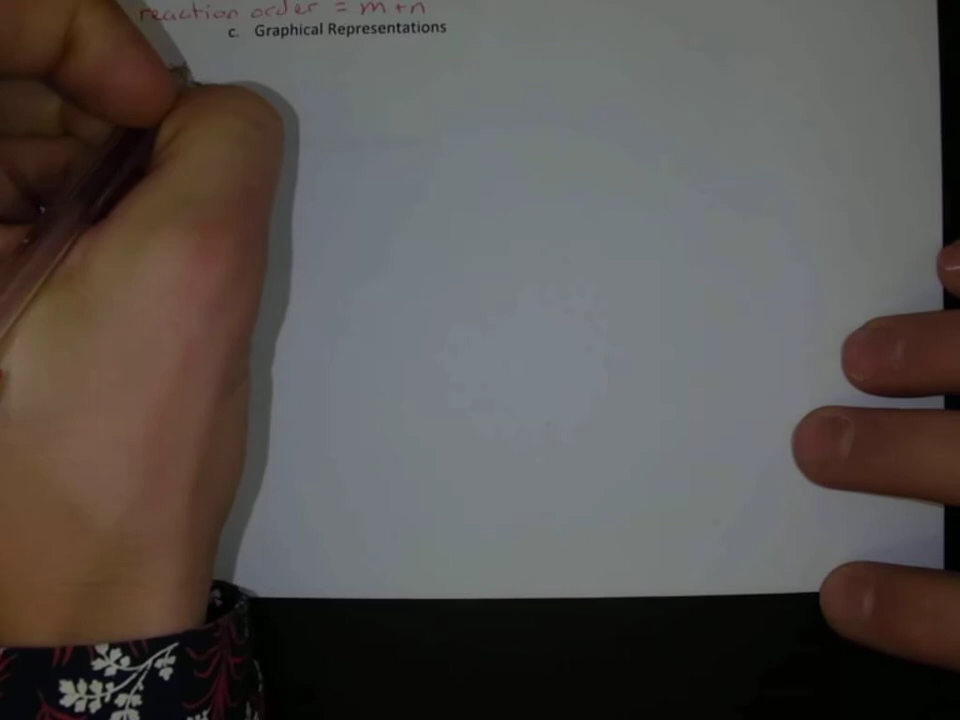 reaction order = m+n
c. Graphical Representations